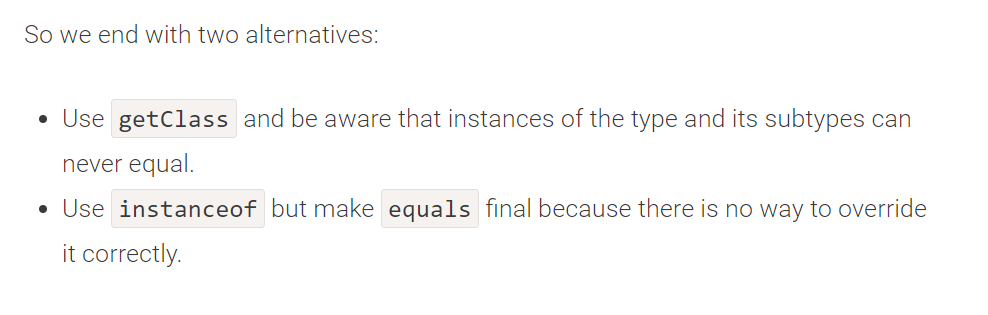 So we end with two alternatives:
• Use getClass and be aware that instances of the type and its subtypes can
never equal.
• Use instanceof but make equals final because there is no way to override
it correctly.